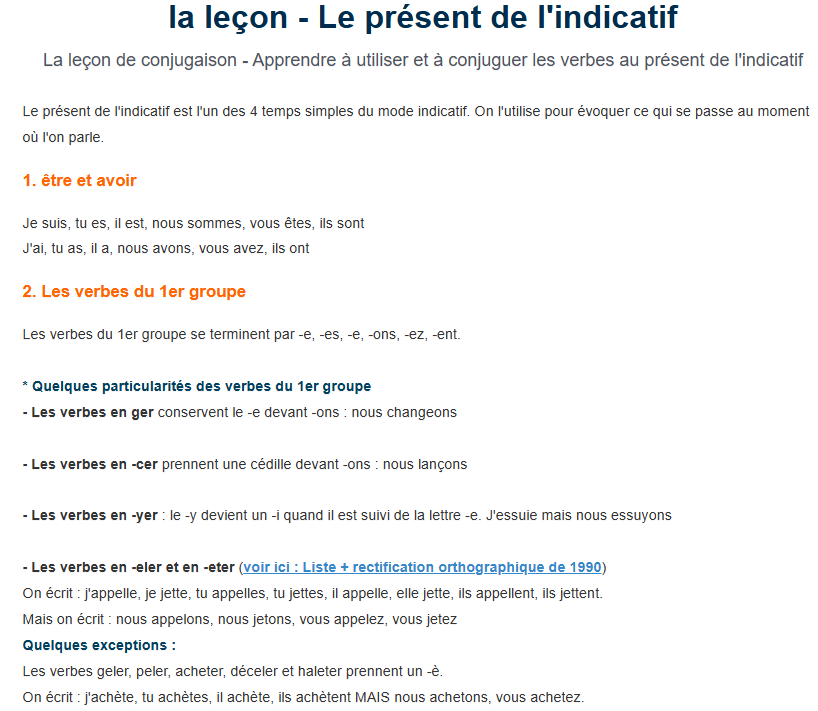 la leçon - Le présent de l'indicatif
La leçon de conjugaison - Apprendre à utiliser et à conjuguer les verbes au présent de l'indicatif
Le présent de l'indicatif est l'un des 4 temps simples du mode indicatif. On l'utilise pour évoquer ce qui se passe au moment
où l'on parle.
1. être et avoir
Je suis, tu es, il est, nous sommes, vous êtes, ils sont
J'ai, tu as, il a, nous avons, vous avez, ils ont
2. Les verbes du 1er groupe
Les verbes du 1er groupe se terminent par -e, -es, -e, -ons, -ez, -ent.
* Quelques particularités des verbes du 1er groupe
- Les verbes en ger conservent le -e devant -ons : nous changeons
- Les verbes en -cer prennent une cédille devant -ons : nous lançons
- Les verbes en -yer : le -y devient un -i quand il est suivi de la lettre -e. J'essuie mais nous essuyons
- Les verbes en -eler et en -eter (voir ici : Liste + rectification orthographique de 1990)
On écrit : j'appelle, je jette, tu appelles, tu jettes, il appelle, elle jette, ils appellent, ils jettent.
Mais on écrit : nous appelons, nous jetons, vous appelez, vous jetez
Quelques exceptions :
Les verbes geler, peler, acheter, déceler et haleter prennent un -è.
On écrit : j'achète, tu achètes, il achète, ils achètent MAIS nous achetons, vous achetez.